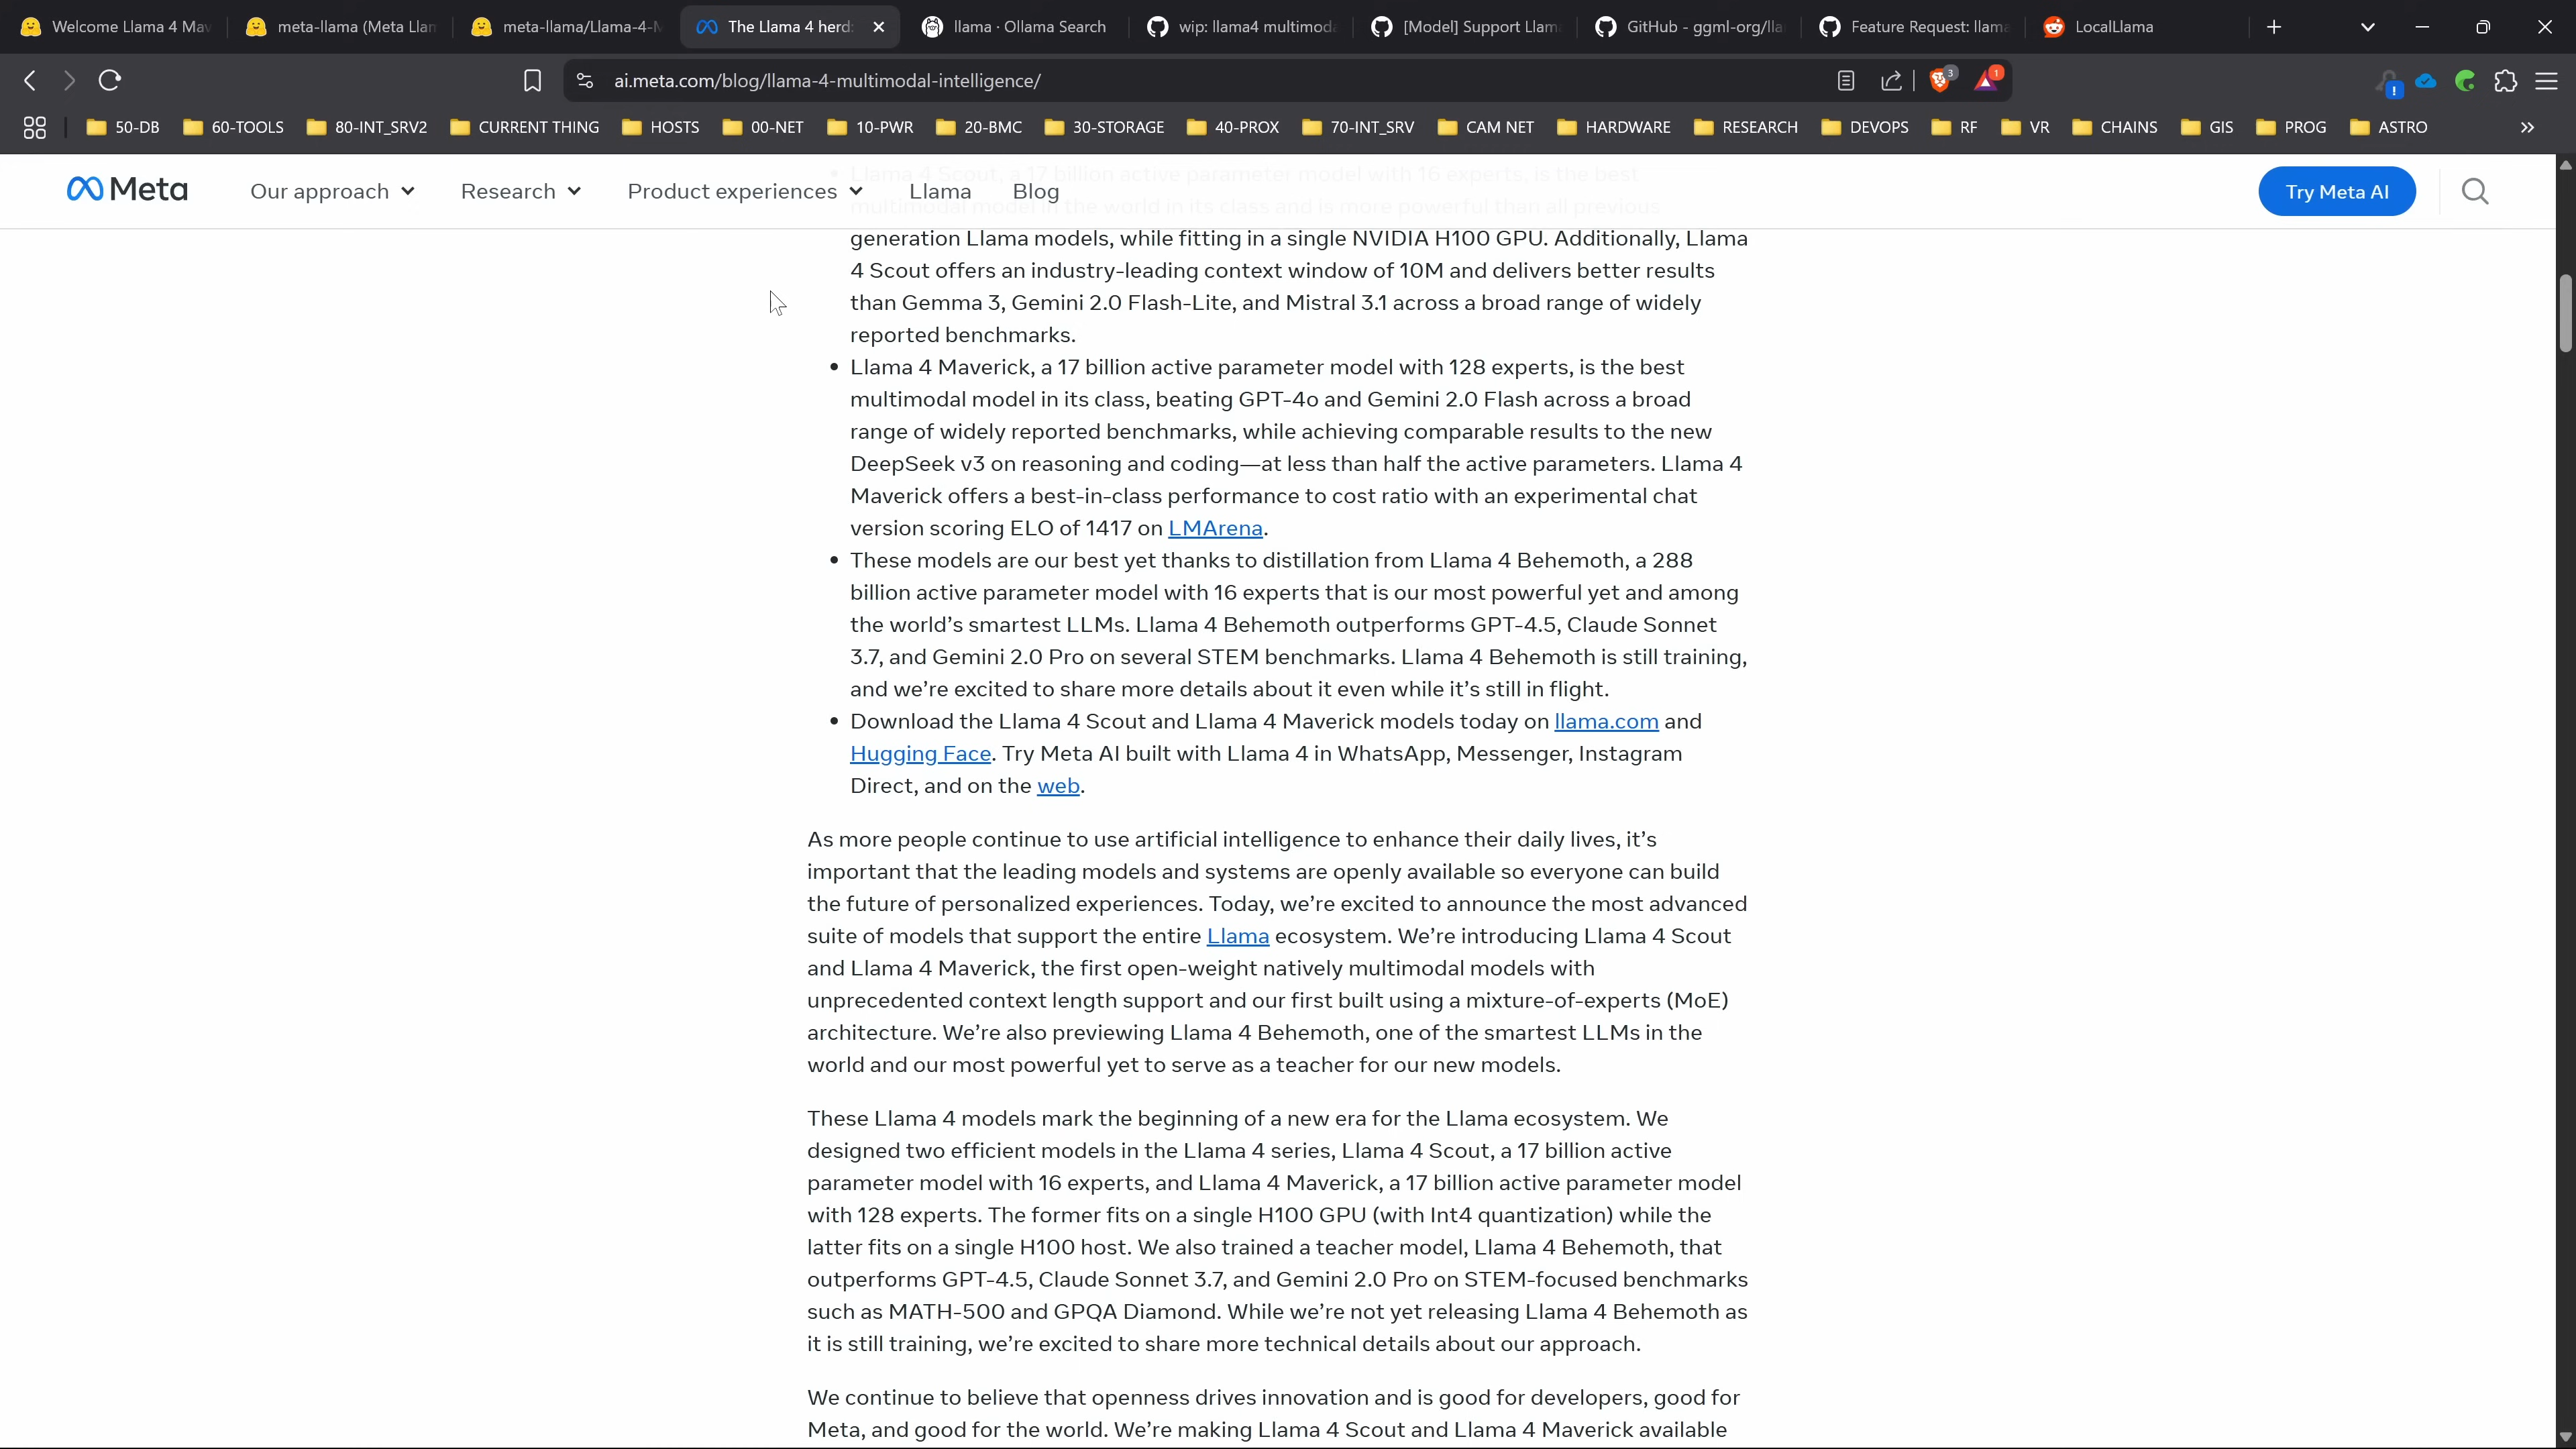 Welcome Llama 4 Mav
meta-llama (Meta Llam
meta-llama/Llama-4-M
The Llama 4 herd:
llama · Ollama Search
wip: llama4 multimoda
[Model] Support Llam
GitHub - ggml-org/lla
Feature Request: llama
LocalLlama
ai.meta.com/blog/llama-4-multimodal-intelligence/
3
1
50-DB
60-TOOLS
80-INT_SRV2
CURRENT THING
HOSTS
00-NET
10-PWR
20-BMC
30-STORAGE
40-PROX
70-INT_SRV
CAM NET
HARDWARE
RESEARCH
DEVOPS
RF
VR
CHAINS
GIS
PROG
ASTRO
Meta
Our approach
Research
Product experiences
Llama
Blog
Try Meta AI
Llama 4 Scout, a 17 billion active parameter model with 16 experts, is the best
multimodal model in the world in its class and is more powerful than all previous
generation Llama models, while fitting in a single NVIDIA H100 GPU. Additionally, Llama
4 Scout offers an industry-leading context window of 10M and delivers better results
than Gemma 3, Gemini 2.0 Flash-Lite, and Mistral 3.1 across a broad range of widely
reported benchmarks.
• Llama 4 Maverick, a 17 billion active parameter model with 128 experts, is the best
multimodal model in its class, beating GPT-4o and Gemini 2.0 Flash across a broad
range of widely reported benchmarks, while achieving comparable results to the new
DeepSeek v3 on reasoning and coding—at less than half the active parameters. Llama 4
Maverick offers a best-in-class performance to cost ratio with an experimental chat
version scoring ELO of 1417 on LMArena.
• These models are our best yet thanks to distillation from Llama 4 Behemoth, a 288
billion active parameter model with 16 experts that is our most powerful yet and among
the world’s smartest LLMs. Llama 4 Behemoth outperforms GPT-4.5, Claude Sonnet
3.7, and Gemini 2.0 Pro on several STEM benchmarks. Llama 4 Behemoth is still training,
and we’re excited to share more details about it even while it’s still in flight.
• Download the Llama 4 Scout and Llama 4 Maverick models today on llama.com and
Hugging Face. Try Meta AI built with Llama 4 in WhatsApp, Messenger, Instagram
Direct, and on the web.
As more people continue to use artificial intelligence to enhance their daily lives, it’s
important that the leading models and systems are openly available so everyone can build
the future of personalized experiences. Today, we’re excited to announce the most advanced
suite of models that support the entire Llama ecosystem. We’re introducing Llama 4 Scout
and Llama 4 Maverick, the first open-weight natively multimodal models with
unprecedented context length support and our first built using a mixture-of-experts (MoE)
architecture. We’re also previewing Llama 4 Behemoth, one of the smartest LLMs in the
world and our most powerful yet to serve as a teacher for our new models.
These Llama 4 models mark the beginning of a new era for the Llama ecosystem. We
designed two efficient models in the Llama 4 series, Llama 4 Scout, a 17 billion active
parameter model with 16 experts, and Llama 4 Maverick, a 17 billion active parameter model
with 128 experts. The former fits on a single H100 GPU (with Int4 quantization) while the
latter fits on a single H100 host. We also trained a teacher model, Llama 4 Behemoth, that
outperforms GPT-4.5, Claude Sonnet 3.7, and Gemini 2.0 Pro on STEM-focused benchmarks
such as MATH-500 and GPQA Diamond. While we’re not yet releasing Llama 4 Behemoth as
it is still training, we’re excited to share more technical details about our approach.
We continue to believe that openness drives innovation and is good for developers, good for
Meta, and good for the world. We’re making Llama 4 Scout and Llama 4 Maverick available